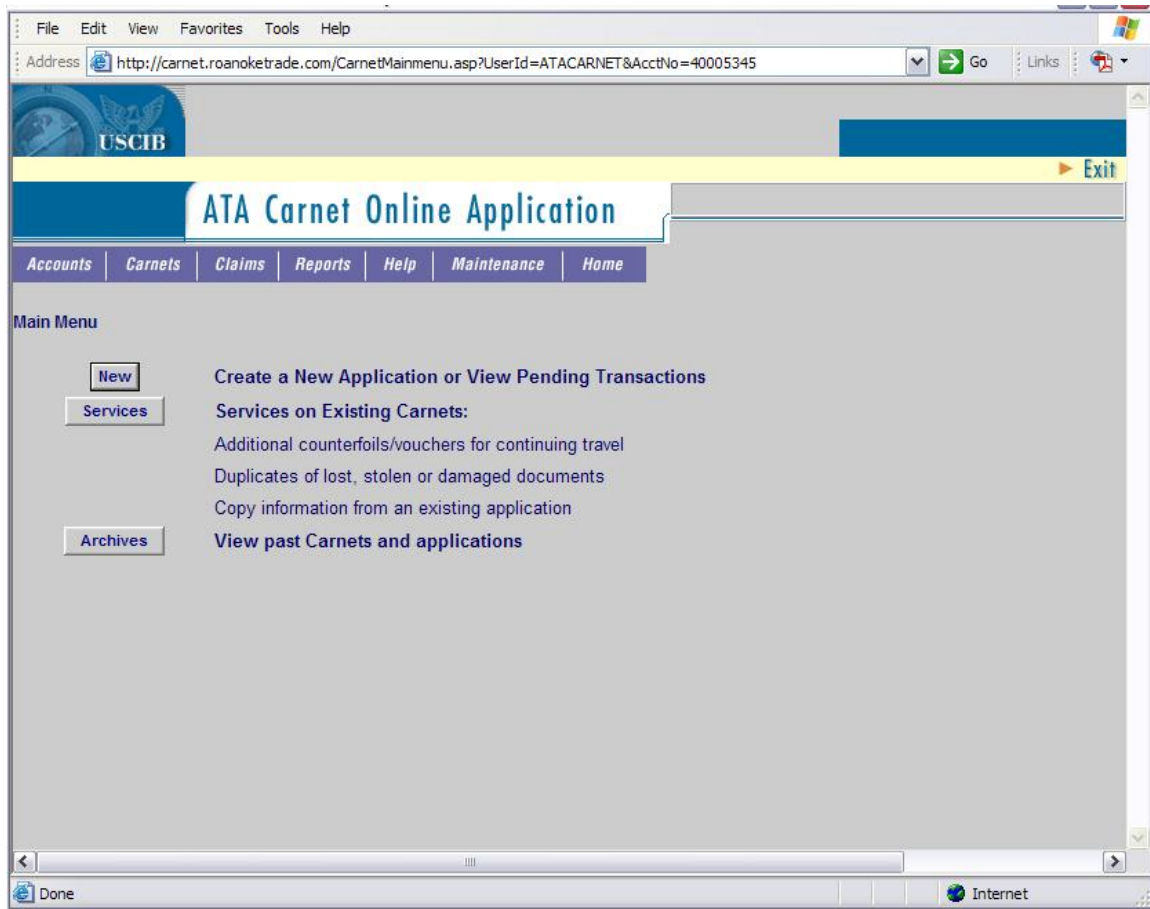 File Edit View Favorites Tools Help
Address http://carnet.roanoketrade.com/CarnetMainmenu.asp?UserId=ATACARNET&AcctNo=40005345 Go Links
USCIB
Exit
ATA Carnet Online Application
Accounts Carnets Claims Reports Help Maintenance Home
Main Menu
New Create a New Application or View Pending Transactions
Services Services on Existing Carnets:
Additional counterfoils/vouchers for continuing travel
Duplicates of lost, stolen or damaged documents
Copy information from an existing application
Archives View past Carnets and applications
Done Internet